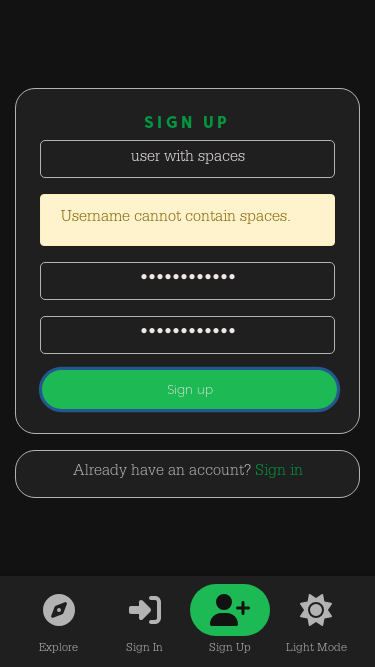 SIGN UP
user with spaces
Username cannot contain spaces.
••••••••••••
••••••••••••
Sign up
Already have an account? Sign in
Explore
Sign In
Sign Up
Light Mode